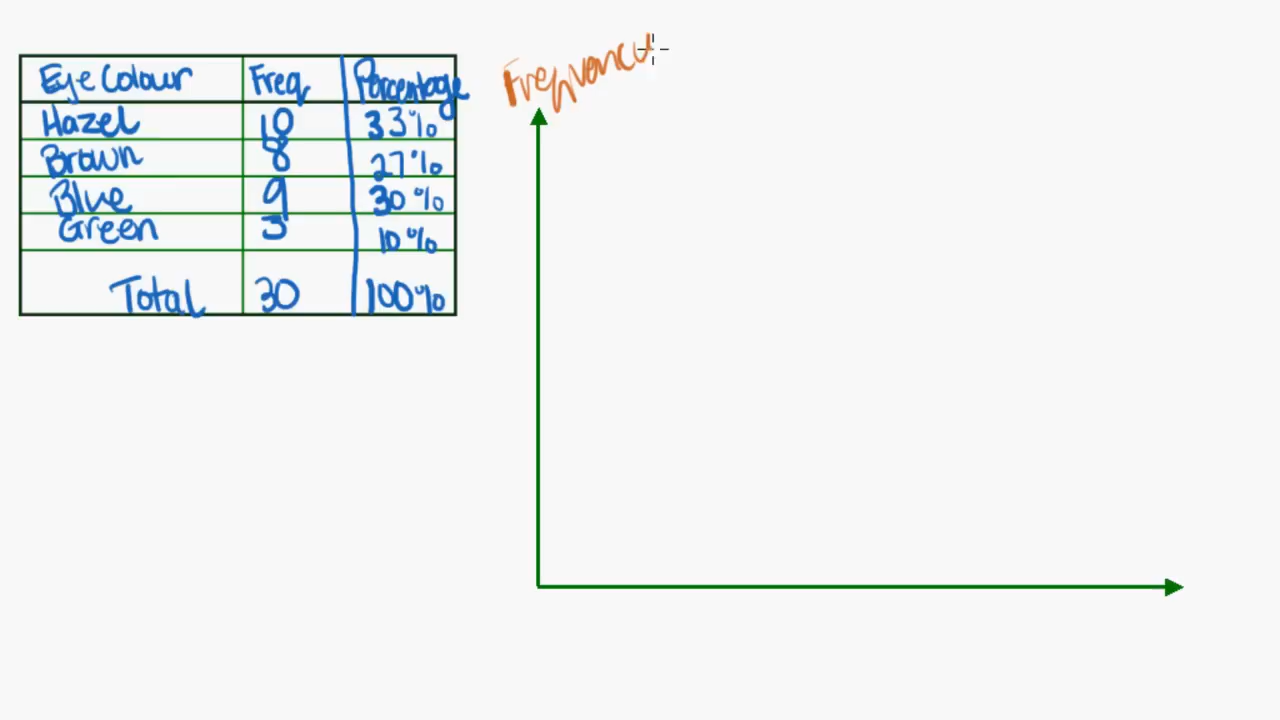 Eye Colour Freq Percentage
Hazel 10 33%
Brown 8 27%
Blue 9 30%
Green 3 10%
Total 30 100%